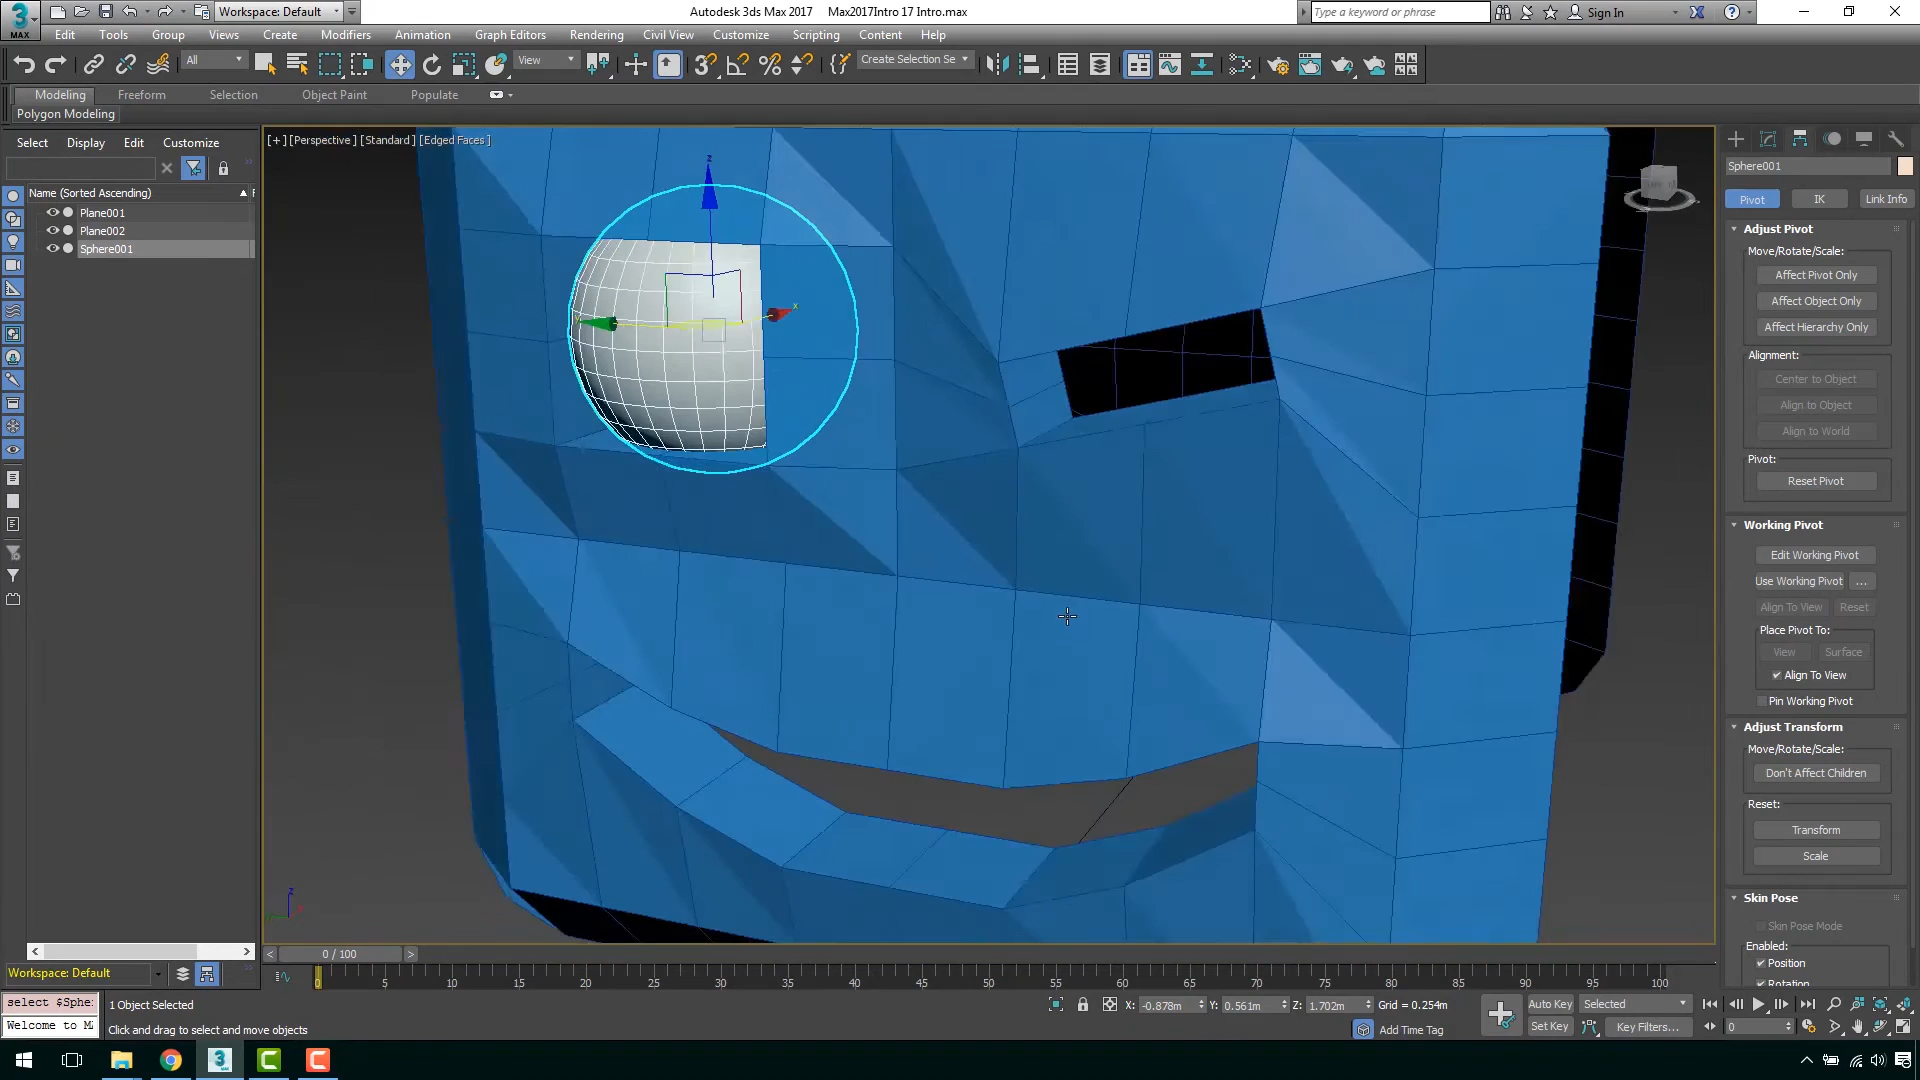 Workspace: Default
Autodesk 3ds Max 2017 Max2017Intro 17 Intro.max
Type a keyword or phrase
Sign In
MAX
Edit Tools Group Views Create Modifiers Animation Graph Editors Rendering Civil View Customize Scripting Content Help
All
View
Create Selection Se
Modeling Freeform Selection Object Paint Populate
Polygon Modeling
Select Display Edit Customize
Name (Sorted Ascending)
Plane001
Plane002
Sphere001
[+] [Perspective] [Standard] [Edged Faces]
z
x
y
Sphere001
Pivot IK Link Info
Adjust Pivot
Move/Rotate/Scale:
Affect Pivot Only
Affect Object Only
Affect Hierarchy Only
Alignment:
Center to Object
Align to Object
Align to World
Pivot:
Reset Pivot
Working Pivot
Edit Working Pivot
Use Working Pivot ...
Align To View Reset
Place Pivot To:
View Surface
Align To View
Pin Working Pivot
Adjust Transform
Move/Rotate/Scale:
Don't Affect Children
Reset:
Transform
Scale
Skin Pose
Skin Pose Mode
Enabled:
Position
Rotation
z
< 0 / 100 >
Workspace: Default
0 5 10 15 20 25 30 35 40 45 50 55 60 65 70 75 80 85 90 95 100
select $Sphe
Welcome to M
1 Object Selected
Click and drag to select and move objects
X: -0.878m Y: 0.561m Z: 1.702m Grid = 0.254m
Add Time Tag
Auto Key Selected
Set Key Key Filters...
0
3